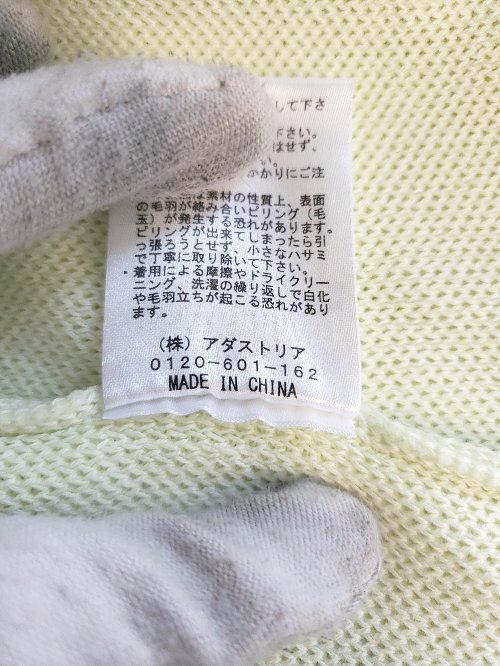 して下さ
下さい。
はせず、
い。
かかりにご注
は素材の性質上、表面
の毛羽が絡み合いピリング（毛
玉）が発生する恐れがあります。
ピリングが出来てしまったら引
っ張ろうとせず、小さなハサミ
で丁寧に取り除いて下さい。
・着用による摩擦やドライクリー
ニング、洗濯の繰り返しで白化
や毛羽立ちが起こる恐れがあり
ます。
（株）アダストリア
0120-601-162
MADE IN CHINA